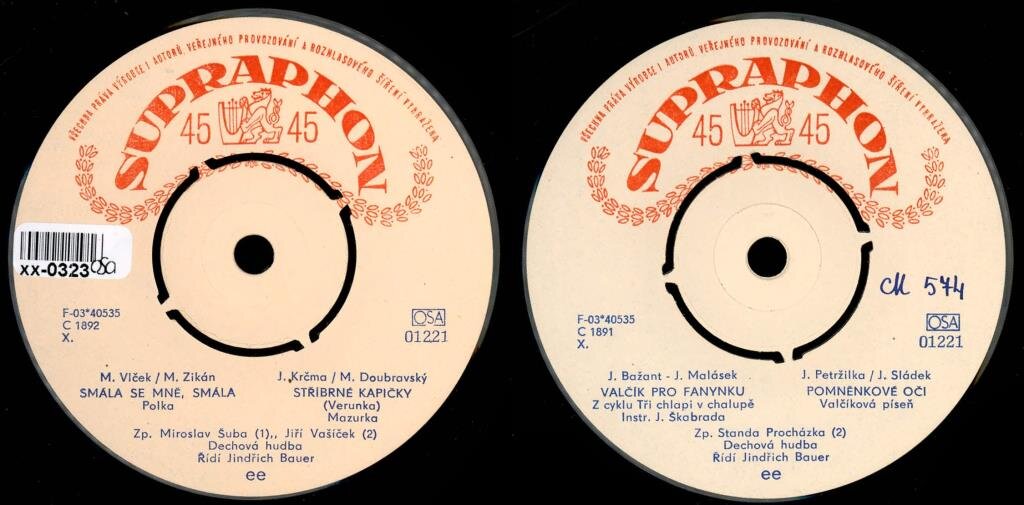 VŠECHNA PRÁVA VÝROBCE I AUTORŮ, VEŘEJNÉHO PROVOZOVÁNÍ A ROZHLASOVÉHO ŠÍŘENÍ VYHRAŽENA
SUPRAPHON
45 45
xx-0323 osa
F-03*40535
C 1892
X.
OSA
01221
M. Vlček / M. Zikán
SMÁLA SE MNĚ, SMÁLA
Polka
J. Krčma / M. Doubravský
STŘÍBRNÉ KAPIČKY
(Verunka)
Mazurka
Zp. Miroslav Šuba (1),, Jiří Vašíček (2)
Dechová hudba
Řídí Jindřich Bauer
ee
VŠECHNA PRÁVA VÝROBCE I AUTORŮ, VEŘEJNÉHO PROVOZOVÁNÍ A ROZHLASOVÉHO ŠÍŘENÍ VYHRAŽENA
SUPRAPHON
45 45
CM 574
F-03*40535
C 1891
X.
OSA
01221
J. Bažant - J. Malásek
VALČÍK PRO FANYNKU
Z cyklu Tři chlapi v chalupě
Instr. J. Škabrada
J. Petržilka / J. Sládek
POMNĚNKOVÉ OČI
Valčíková píseň
Zp. Standa Procházka (2)
Dechová hudba
Řídí Jindřich Bauer
ee